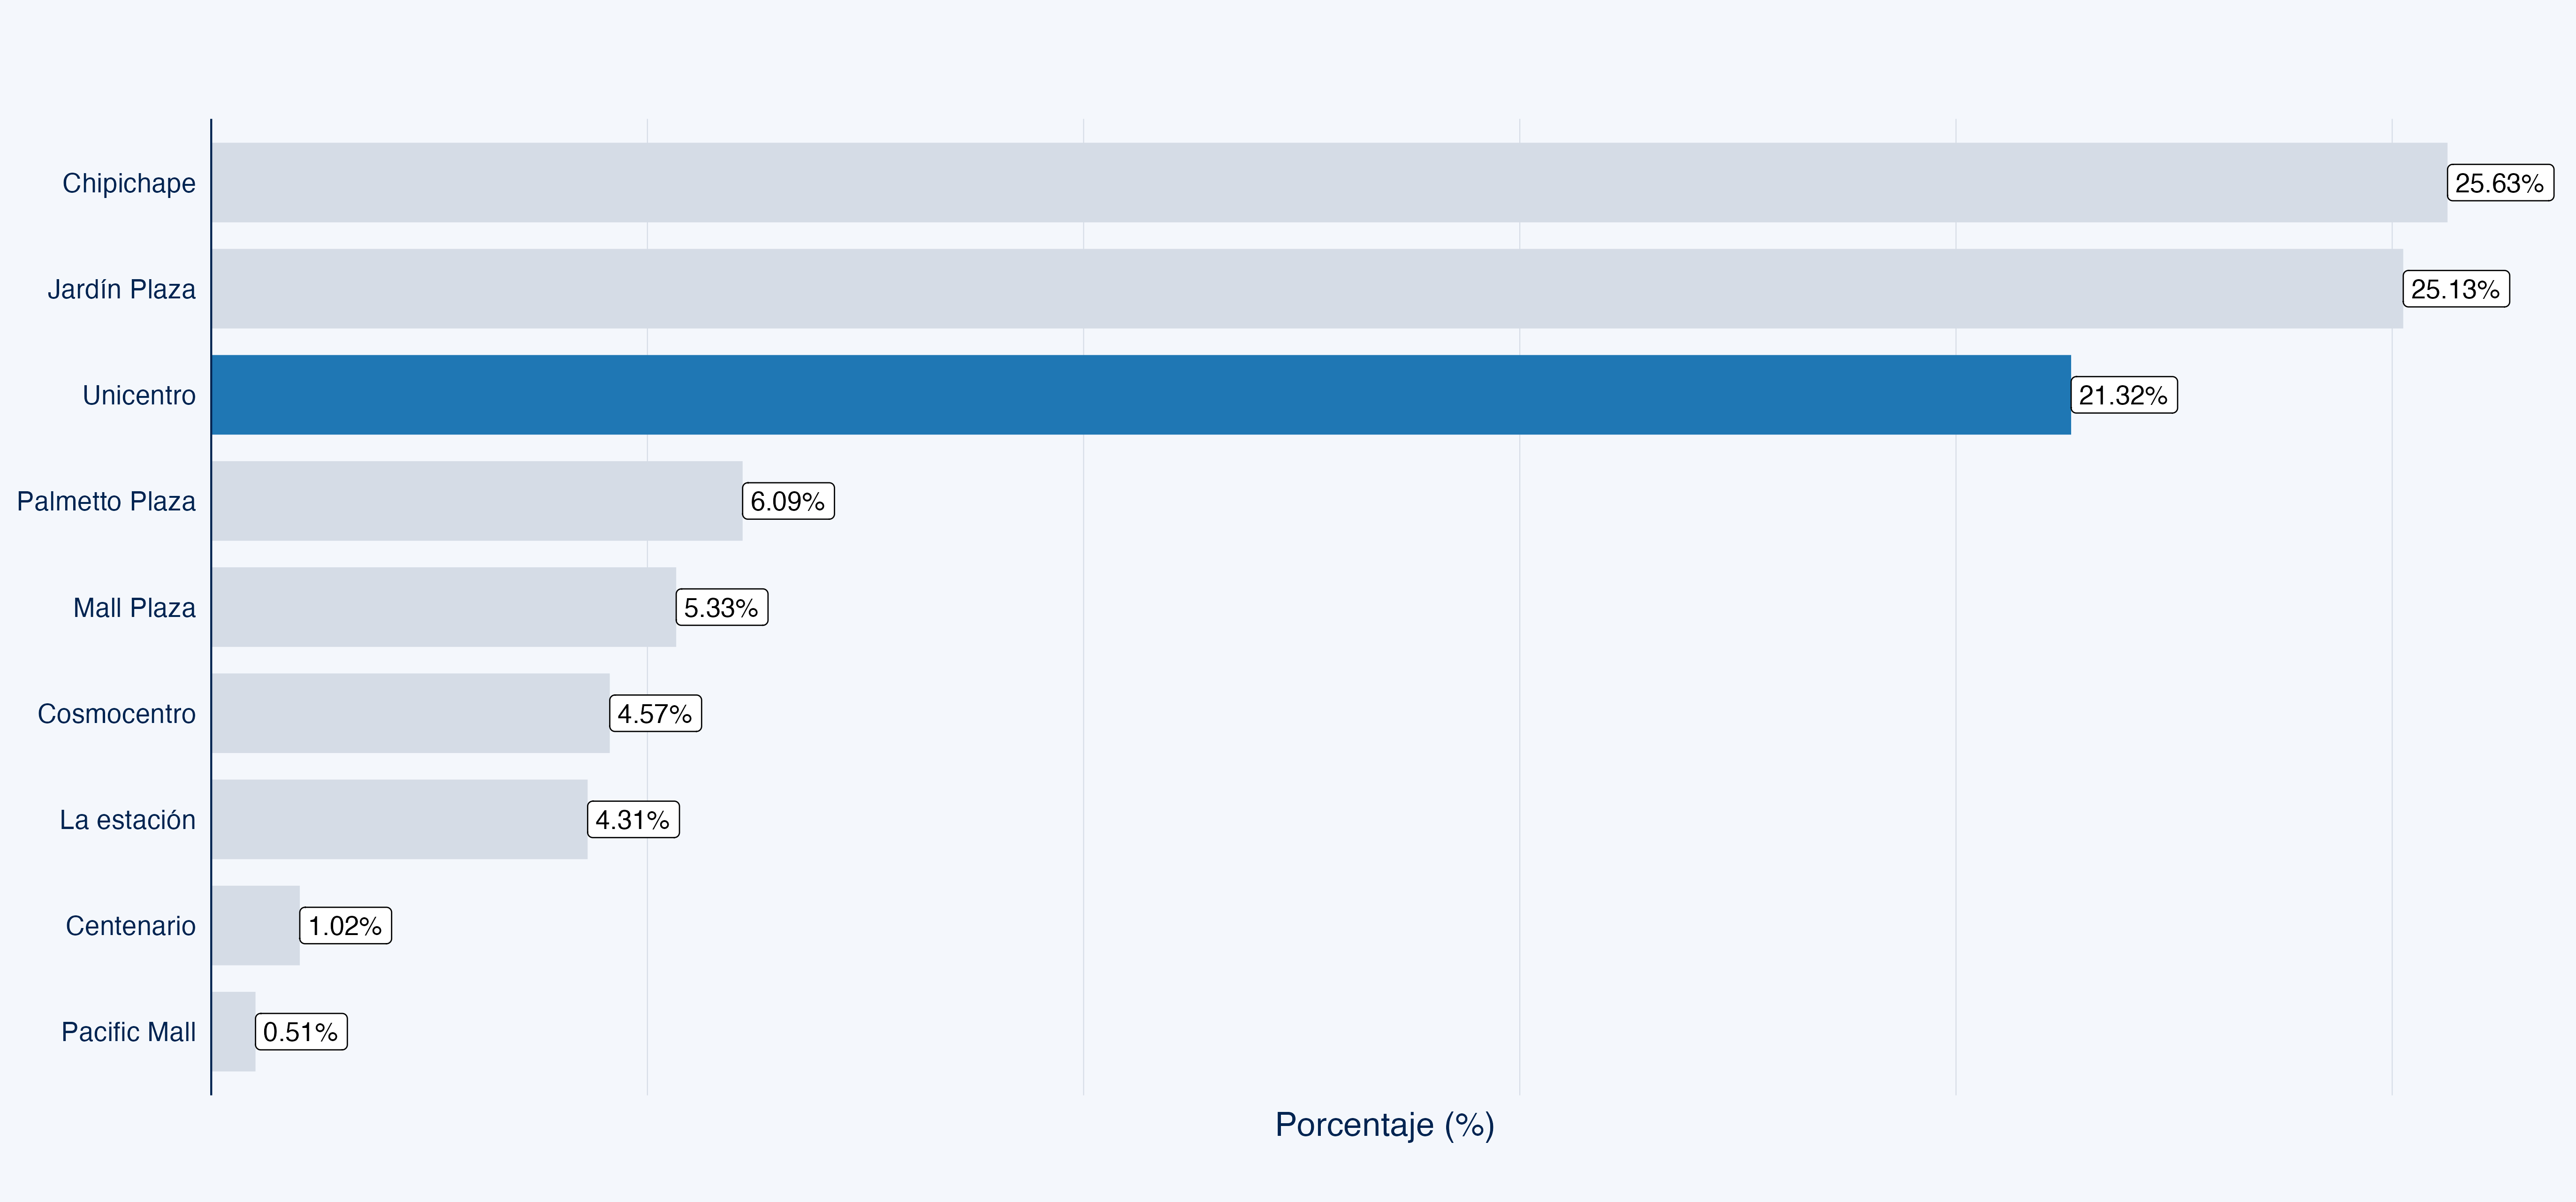 Chipichape 25.63%
Jardín Plaza 25.13%
Unicentro 21.32%
Palmetto Plaza 6.09%
Mall Plaza 5.33%
Cosmocentro 4.57%
La estación 4.31%
Centenario 1.02%
Pacific Mall 0.51%
Porcentaje (%)